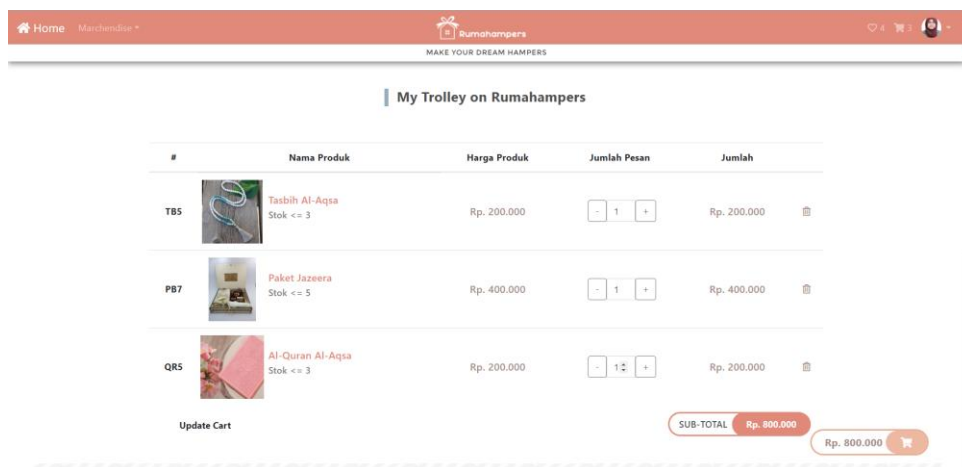 Home Marchendise Rumahampers 4 3
MAKE YOUR DREAM HAMPERS
My Trolley on Rumahampers
# Nama Produk Harga Produk Jumlah Pesan Jumlah
TB5 Tasbih Al-Aqsa Rp. 200.000 - 1 + Rp. 200.000
Stok <= 3
PB7 Paket Jazeera Rp. 400.000 - 1 + Rp. 400.000
Stok <= 5
QR5 Al-Quran Al-Aqsa Rp. 200.000 - 1 + Rp. 200.000
Stok <= 3
Update Cart SUB-TOTAL Rp. 800.000
Rp. 800.000